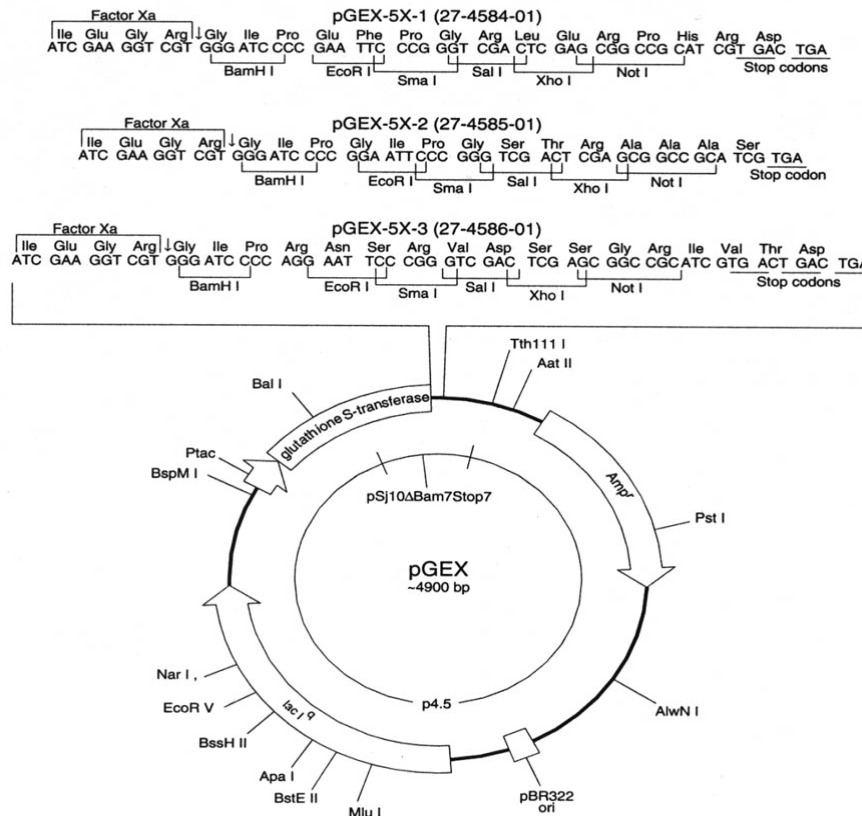 pGEX-5X-1 (27-4584-01)
Factor Xa
Ile Glu Gly Arg ↓Gly Ile Pro Glu Phe Pro Gly Arg Leu Glu Arg Pro His Arg Asp
ATC GAA GGT CGT GGG ATC CCC GAA TTC CCG GGT CGA CTC GAG CGG CCG CAT CGT GAC TGA
BamH I EcoR I Sma I Sal I Xho I Not I Stop codons
pGEX-5X-2 (27-4585-01)
Factor Xa
Ile Glu Gly Arg ↓Gly Ile Pro Gly Ile Pro Gly Ser Thr Arg Ala Ala Ala Ser
ATC GAA GGT CGT GGG ATC CCC GGA ATT CCC GGG TCG ACT CGA GCG GCC GCA TCG TGA
BamH I EcoR I Sma I Sal I Xho I Not I Stop codon
pGEX-5X-3 (27-4586-01)
Factor Xa
Ile Glu Gly Arg ↓Gly Ile Pro Arg Asn Ser Arg Val Asp Ser Ser Gly Arg Ile Val Thr Asp
ATC GAA GGT CGT GGG ATC CCC AGG AAT TCC CGG GTC GAC TCG AGC GGC CGC ATC GTG ACT GAC TGA
BamH I EcoR I Sma I Sal I Xho I Not I Stop codons
Tth111 I
Aat II
Bal I
glutathione S-transferase
Ptac
BspM I
pSj10ΔBam7Stop7
Ampr
Pst I
pGEX
~4900 bp
Nar I ,
EcoR V
BssH II
Apa I
BstE II
Mlu I
lac Iq
p4.5
AlwN I
pBR322
ori